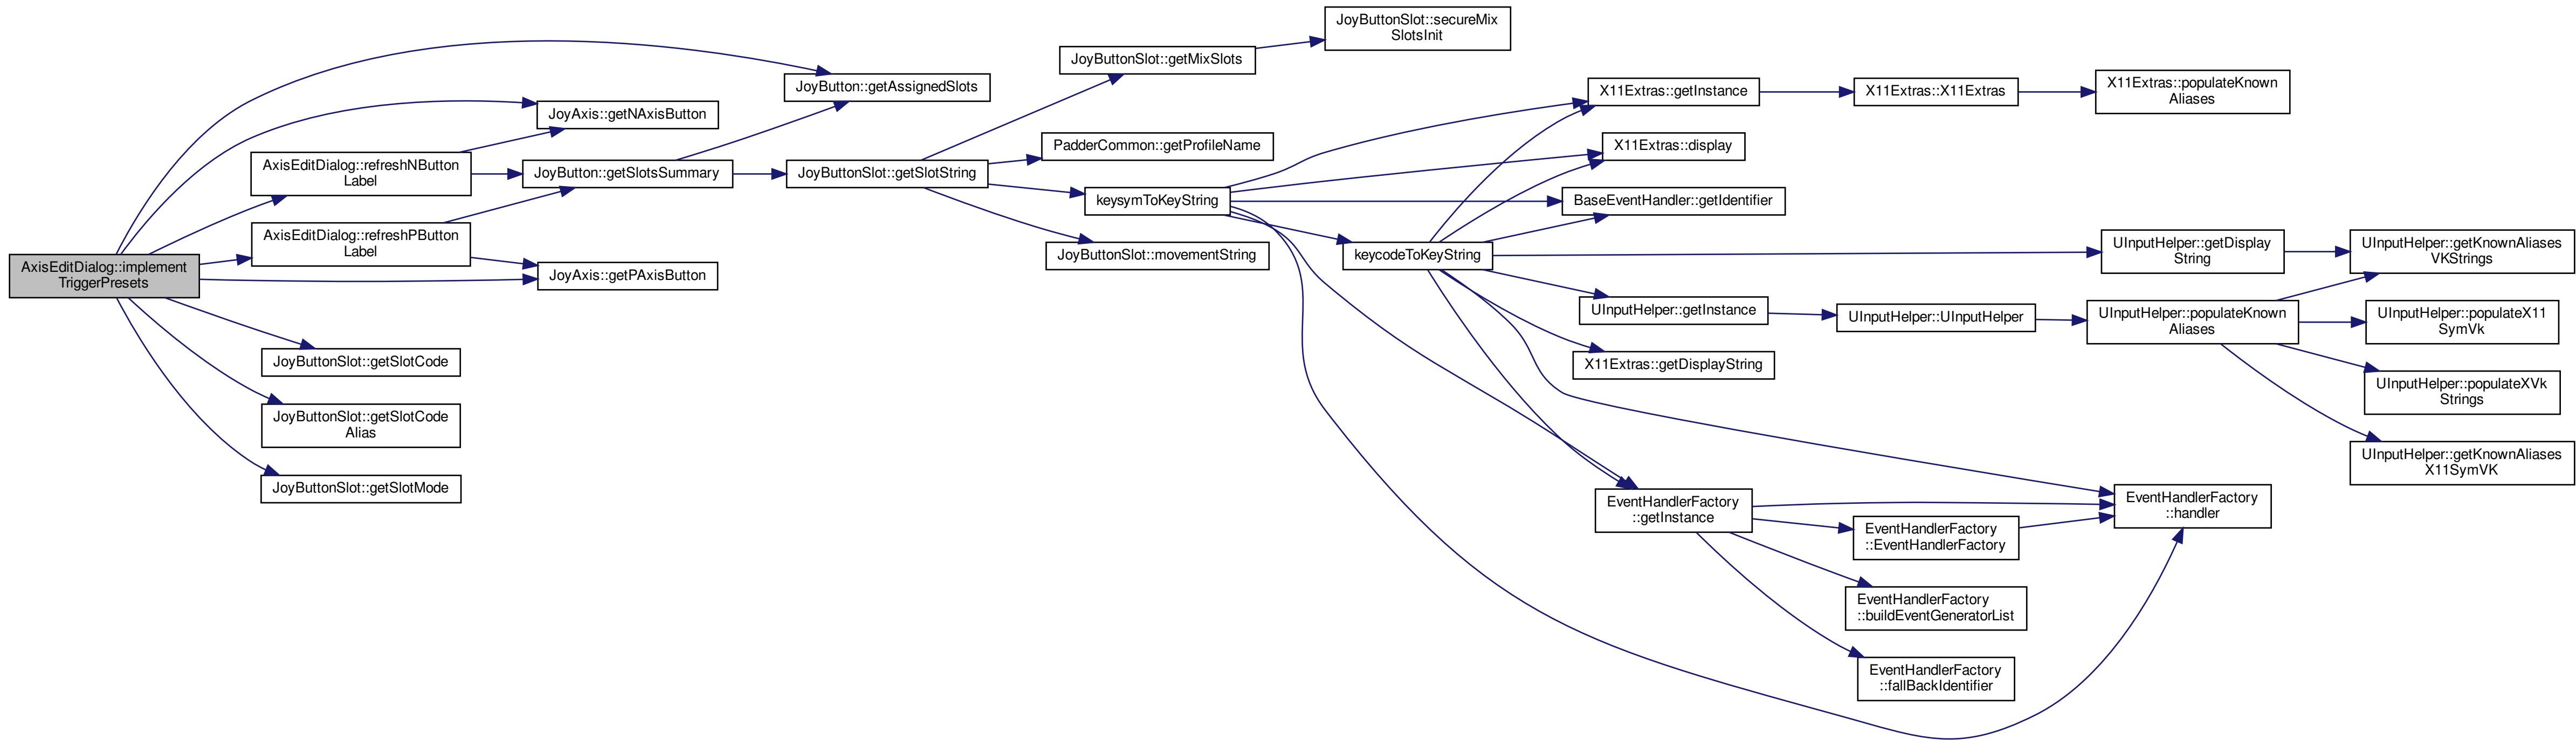 AxisEditDialog::implement
TriggerPresets
JoyButton::getAssignedSlots
JoyAxis::getNAxisButton
AxisEditDialog::refreshNButton
Label
JoyButton::getSlotsSummary
AxisEditDialog::refreshPButton
Label
JoyAxis::getPAxisButton
JoyButtonSlot::getSlotCode
JoyButtonSlot::getSlotCode
Alias
JoyButtonSlot::getSlotMode
JoyButtonSlot::getSlotString
JoyButtonSlot::getMixSlots
JoyButtonSlot::secureMix
SlotsInit
PadderCommon::getProfileName
keysymToKeyString
JoyButtonSlot::movementString
keycodeToKeyString
X11Extras::getInstance
X11Extras::X11Extras
X11Extras::populateKnown
Aliases
X11Extras::display
BaseEventHandler::getIdentifier
UInputHelper::getDisplay
String
UInputHelper::getKnownAliases
VKStrings
UInputHelper::getInstance
UInputHelper::UInputHelper
UInputHelper::populateKnown
Aliases
UInputHelper::populateX11
SymVk
X11Extras::getDisplayString
UInputHelper::populateXVk
Strings
UInputHelper::getKnownAliases
X11SymVK
EventHandlerFactory
::getInstance
EventHandlerFactory
::handler
EventHandlerFactory
::EventHandlerFactory
EventHandlerFactory
::buildEventGeneratorList
EventHandlerFactory
::fallBackIdentifier